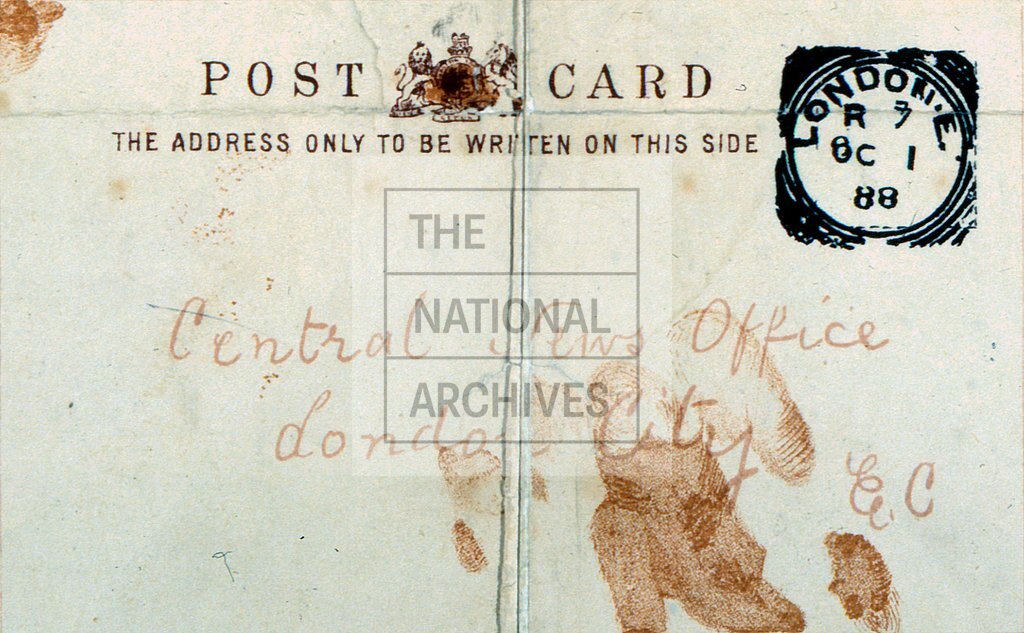 POST CARD
THE ADDRESS ONLY TO BE WRITTEN ON THIS SIDE
LONDON.E.
R 7
OC 1
88
THE
NATIONAL
ARCHIVES
Central News Office
London City
E.C